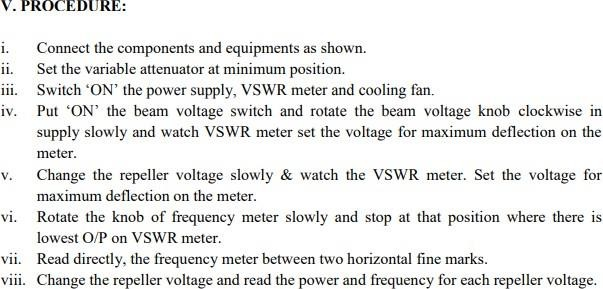 V. PROCEDURE:
i. Connect the components and equipments as shown.
ii. Set the variable attenuator at minimum position.
iii. Switch ‘ON’ the power supply, VSWR meter and cooling fan.
iv. Put ‘ON’ the beam voltage switch and rotate the beam voltage knob clockwise in
supply slowly and watch VSWR meter set the voltage for maximum deflection on the
meter.
v. Change the repeller voltage slowly & watch the VSWR meter. Set the voltage for
maximum deflection on the meter.
vi. Rotate the knob of frequency meter slowly and stop at that position where there is
lowest O/P on VSWR meter.
vii. Read directly, the frequency meter between two horizontal fine marks.
viii. Change the repeller voltage and read the power and frequency for each repeller voltage.